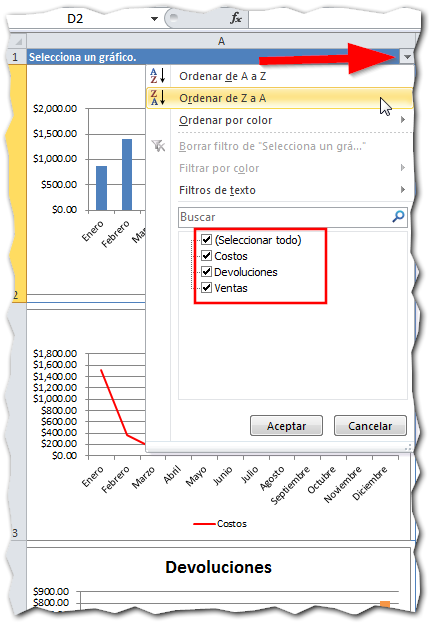 D2
fx
A
1
Selecciona un gráfico.
Ordenar de A a Z
Ordenar de Z a A
Ordenar por color
Borrar filtro de "Selecciona un grá..."
Filtrar por color
Filtros de texto
Buscar
(Seleccionar todo)
Costos
Devoluciones
Ventas
Aceptar
Cancelar
$2,000.00
$1,500.00
$1,000.00
$500.00
$0.00
Enero
Febrero
2
$1,800.00
$1,600.00
$1,400.00
$1,200.00
$1,000.00
$800.00
$600.00
$400.00
$200.00
$0.00
Enero
Febrero
Marzo
Abril
Mayo
Junio
Julio
Agosto
Septiembre
Octubre
Noviembre
Diciembre
Costos
3
Devoluciones
$900.00
$800.00